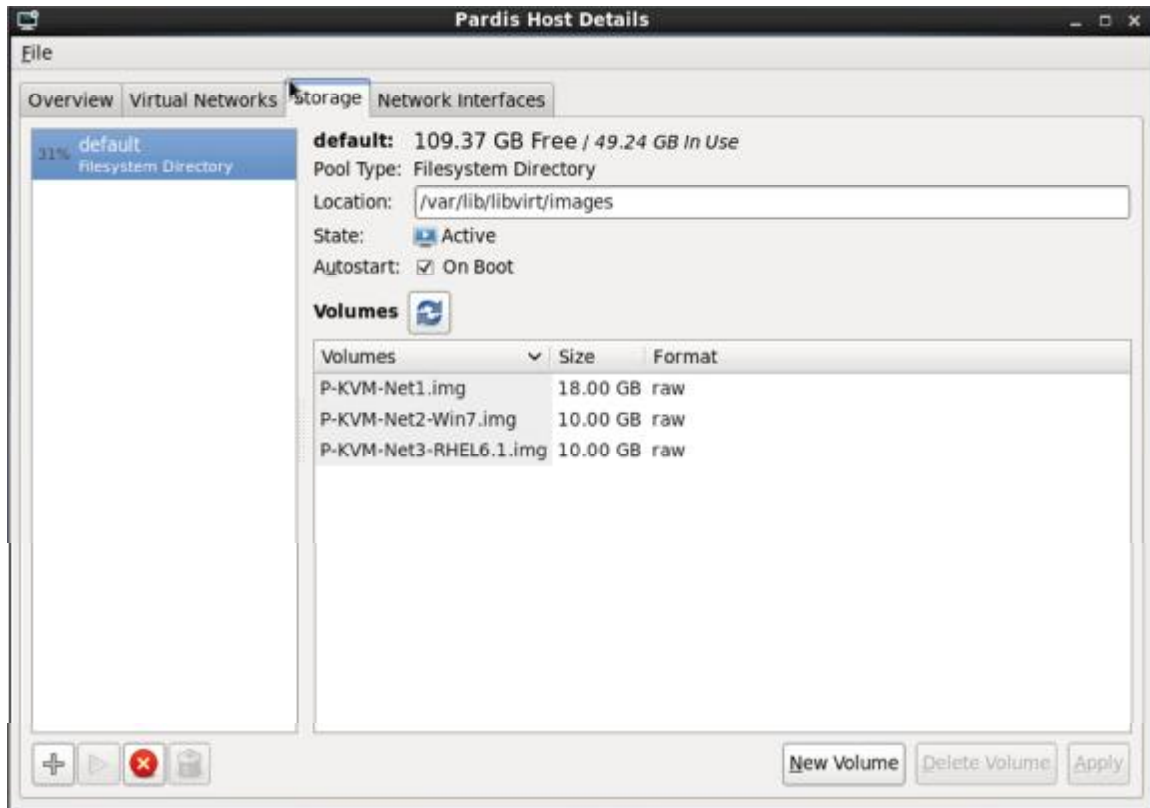 Pardis Host Details
File
Overview Virtual Networks Storage Network Interfaces
31% default
Filesystem Directory
default: 109.37 GB Free / 49.24 GB In Use
Pool Type: Filesystem Directory
Location: /var/lib/libvirt/images
State: Active
Autostart: On Boot
Volumes
Volumes Size Format
P-KVM-Net1.img 18.00 GB raw
P-KVM-Net2-Win7.img 10.00 GB raw
P-KVM-Net3-RHEL6.1.img 10.00 GB raw
New Volume Delete Volume Apply